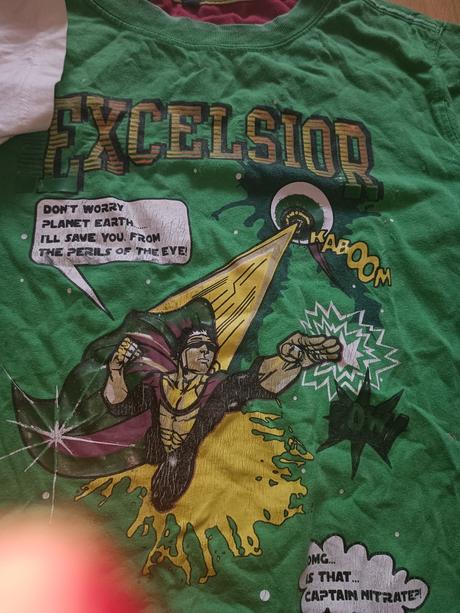 EXCELSIOR
DON'T WORRY
PLANET EARTH.....
I'LL SAVE YOU FROM
THE PERILS OF THE EYE!
KABOOM
POW!
OMG...
IS THAT...
CAPTAIN NITRATE?!